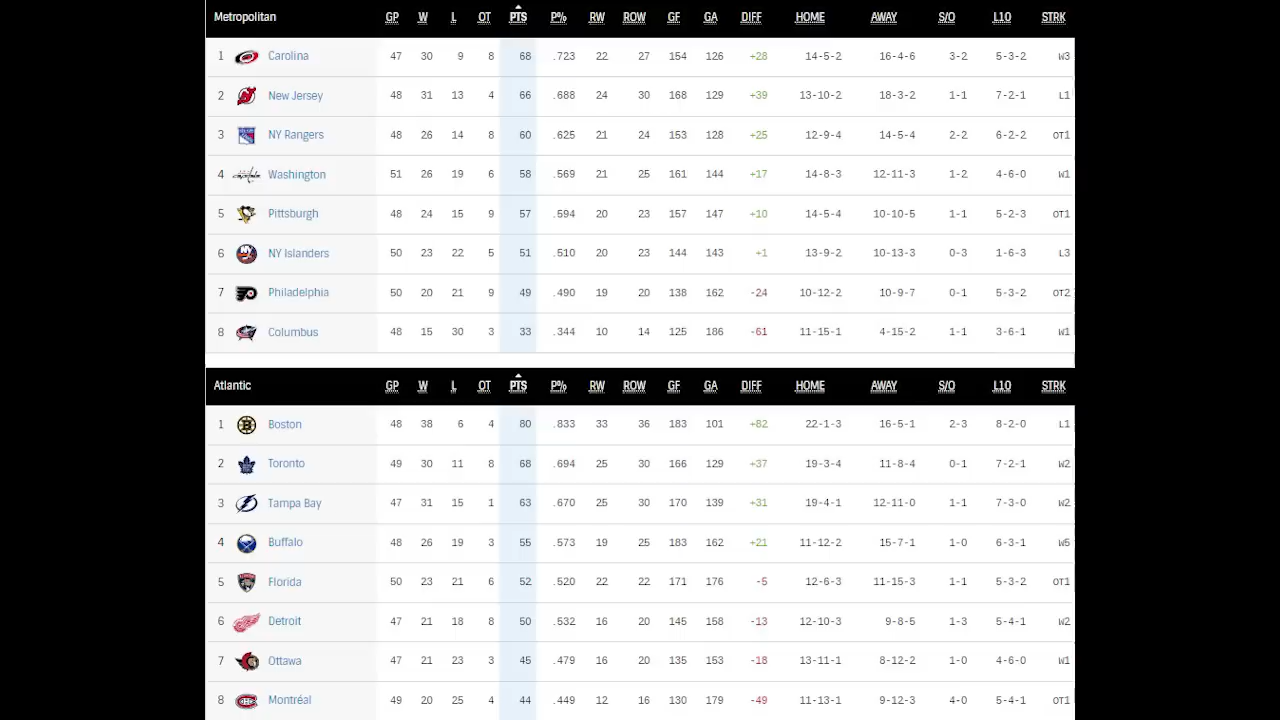 Metropolitan GP W L OT PTS P% RW ROW GF GA DIFF HOME AWAY S/O L10 STRK
1 Carolina 47 30 9 8 68 .723 22 27 154 126 +28 14-5-2 16-4-6 3-2 5-3-2 W3
2 New Jersey 48 31 13 4 66 .688 24 30 168 129 +39 13-10-2 18-3-2 1-1 7-2-1 L1
3 NY Rangers 48 26 14 8 60 .625 21 24 153 128 +25 12-9-4 14-5-4 2-2 6-2-2 OT1
4 Washington 51 26 19 6 58 .569 21 25 161 144 +17 14-8-3 12-11-3 1-2 4-6-0 W1
5 Pittsburgh 48 24 15 9 57 .594 20 23 157 147 +10 14-5-4 10-10-5 1-1 5-2-3 OT1
6 NY Islanders 50 23 22 5 51 .510 20 23 144 143 +1 13-9-2 10-13-3 0-3 1-6-3 L3
7 Philadelphia 50 20 21 9 49 .490 19 20 138 162 -24 10-12-2 10-9-7 0-1 5-3-2 OT2
8 Columbus 48 15 30 3 33 .344 10 14 125 186 -61 11-15-1 4-15-2 1-1 3-6-1 W1
Atlantic GP W L OT PTS P% RW ROW GF GA DIFF HOME AWAY S/O L10 STRK
1 Boston 48 38 6 4 80 .833 33 36 183 101 +82 22-1-3 16-5-1 2-3 8-2-0 L1
2 Toronto 49 30 11 8 68 .694 25 30 166 129 +37 19-3-4 11-8-4 0-1 7-2-1 W2
3 Tampa Bay 47 31 15 1 63 .670 25 30 170 139 +31 19-4-1 12-11-0 1-1 7-3-0 W2
4 Buffalo 48 26 19 3 55 .573 19 25 183 162 +21 11-12-2 15-7-1 1-0 6-3-1 W5
5 Florida 50 23 21 6 52 .520 22 22 171 176 -5 12-6-3 11-15-3 1-1 5-3-2 OT1
6 Detroit 47 21 18 8 50 .532 16 20 145 158 -13 12-10-3 9-8-5 1-3 5-4-1 W2
7 Ottawa 47 21 23 3 45 .479 16 20 135 153 -18 13-11-1 8-12-2 1-0 4-6-0 W1
8 Montréal 49 20 25 4 44 .449 12 16 130 179 -49 11-13-1 9-12-3 4-0 5-4-1 OT1